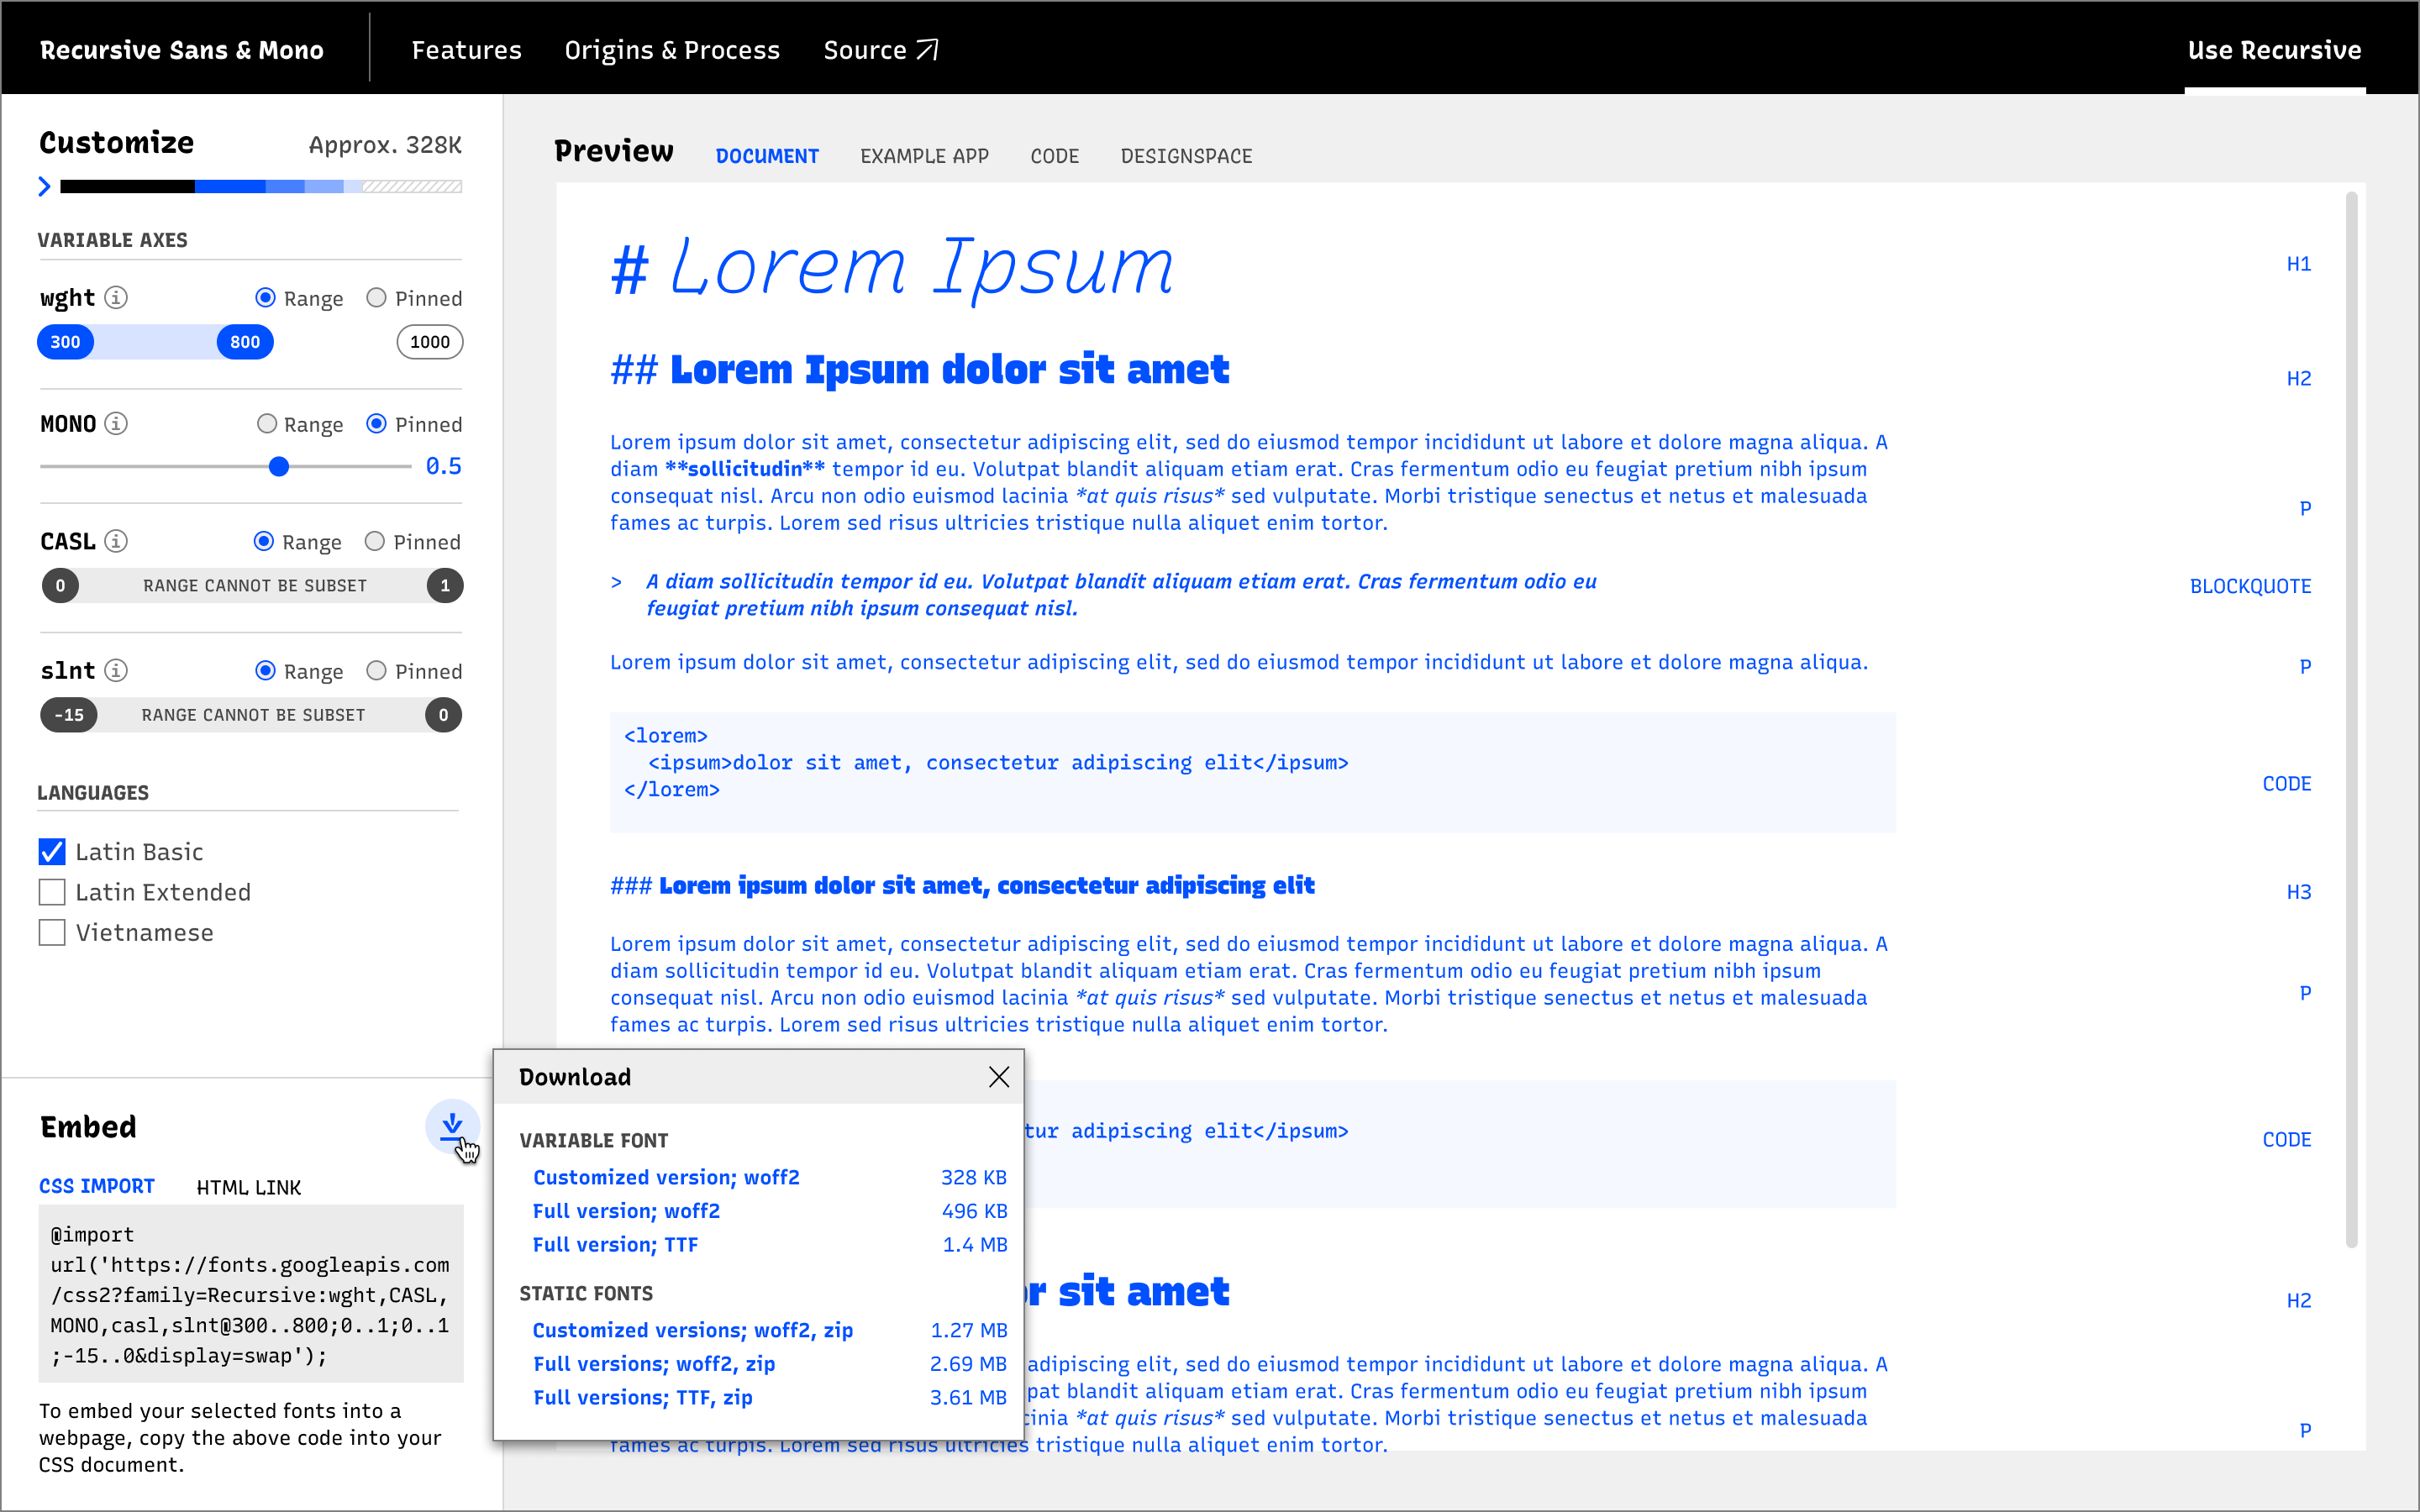 Recursive Sans & Mono
Features
Origins & Process
Source
Use Recursive
Customize
Approx. 328K
VARIABLE AXES
wght
Range
Pinned
300
800
1000
MONO
Range
Pinned
0.5
CASL
Range
Pinned
0
RANGE CANNOT BE SUBSET
1
slnt
Range
Pinned
-15
RANGE CANNOT BE SUBSET
0
LANGUAGES
Latin Basic
Latin Extended
Vietnamese
Embed
CSS IMPORT
HTML LINK
@import
url('https://fonts.googleapis.com
/css2?family=Recursive:wght,CASL,
MONO,casl,slnt@300..800;0..1;0..1
;-15..0&display=swap');
To embed your selected fonts into a
webpage, copy the above code into your
CSS document.
Preview
DOCUMENT
EXAMPLE APP
CODE
DESIGNSPACE
# Lorem Ipsum
H1
## Lorem Ipsum dolor sit amet
H2
Lorem ipsum dolor sit amet, consectetur adipiscing elit, sed do eiusmod tempor incididunt ut labore et dolore magna aliqua. A
diam **sollicitudin** tempor id eu. Volutpat blandit aliquam etiam erat. Cras fermentum odio eu feugiat pretium nibh ipsum
consequat nisl. Arcu non odio euismod lacinia *at quis risus* sed vulputate. Morbi tristique senectus et netus et malesuada
fames ac turpis. Lorem sed risus ultricies tristique nulla aliquet enim tortor.
P
> A diam sollicitudin tempor id eu. Volutpat blandit aliquam etiam erat. Cras fermentum odio eu
feugiat pretium nibh ipsum consequat nisl.
BLOCKQUOTE
Lorem ipsum dolor sit amet, consectetur adipiscing elit, sed do eiusmod tempor incididunt ut labore et dolore magna aliqua.
P
<lorem>
<ipsum>dolor sit amet, consectetur adipiscing elit</ipsum>
</lorem>
CODE
### Lorem ipsum dolor sit amet, consectetur adipiscing elit
H3
Lorem ipsum dolor sit amet, consectetur adipiscing elit, sed do eiusmod tempor incididunt ut labore et dolore magna aliqua. A
diam sollicitudin tempor id eu. Volutpat blandit aliquam etiam erat. Cras fermentum odio eu feugiat pretium nibh ipsum
consequat nisl. Arcu non odio euismod lacinia *at quis risus* sed vulputate. Morbi tristique senectus et netus et malesuada
fames ac turpis. Lorem sed risus ultricies tristique nulla aliquet enim tortor.
P
tur adipiscing elit</ipsum>
CODE
r sit amet
H2
adipiscing elit, sed do eiusmod tempor incididunt ut labore et dolore magna aliqua. A
pat blandit aliquam etiam erat. Cras fermentum odio eu feugiat pretium nibh ipsum
cinia *at quis risus* sed vulputate. Morbi tristique senectus et netus et malesuada
fames ac turpis. Lorem sed risus ultricies tristique nulla aliquet enim tortor.
P
Download
VARIABLE FONT
Customized version; woff2 328 KB
Full version; woff2 496 KB
Full version; TTF 1.4 MB
STATIC FONTS
Customized versions; woff2, zip 1.27 MB
Full versions; woff2, zip 2.69 MB
Full versions; TTF, zip 3.61 MB